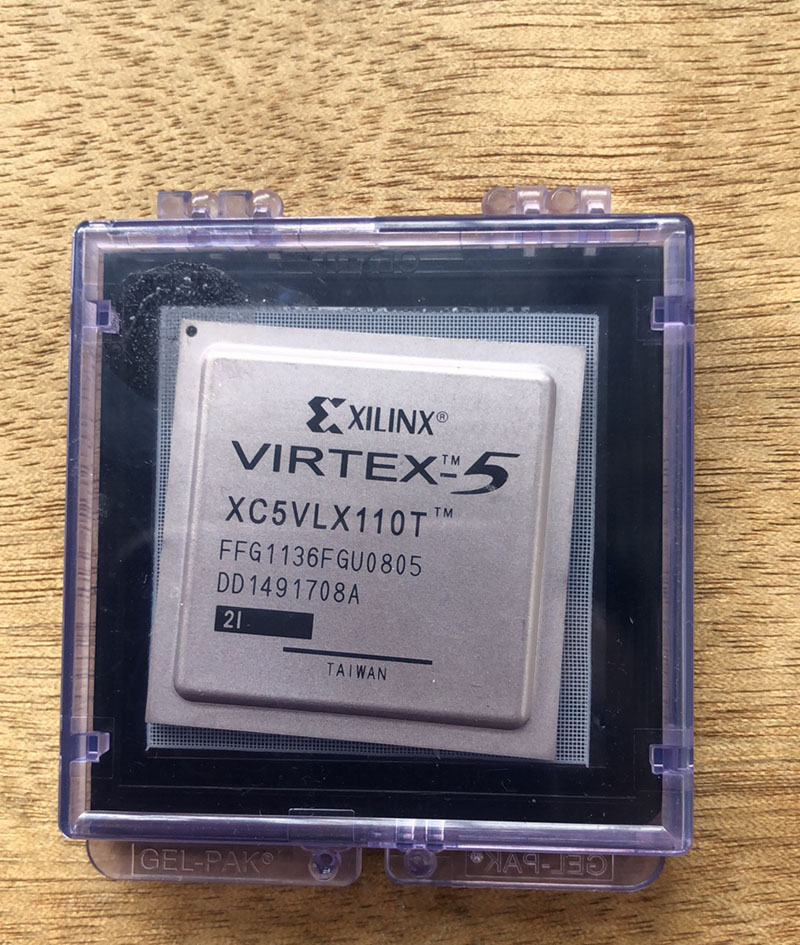 XILINX®
VIRTEX™-5
XC5VLX110T™
FFG1136FGU0805
DD1491708A
2I
TAIWAN
GEL-PAK® GEL-PAK®